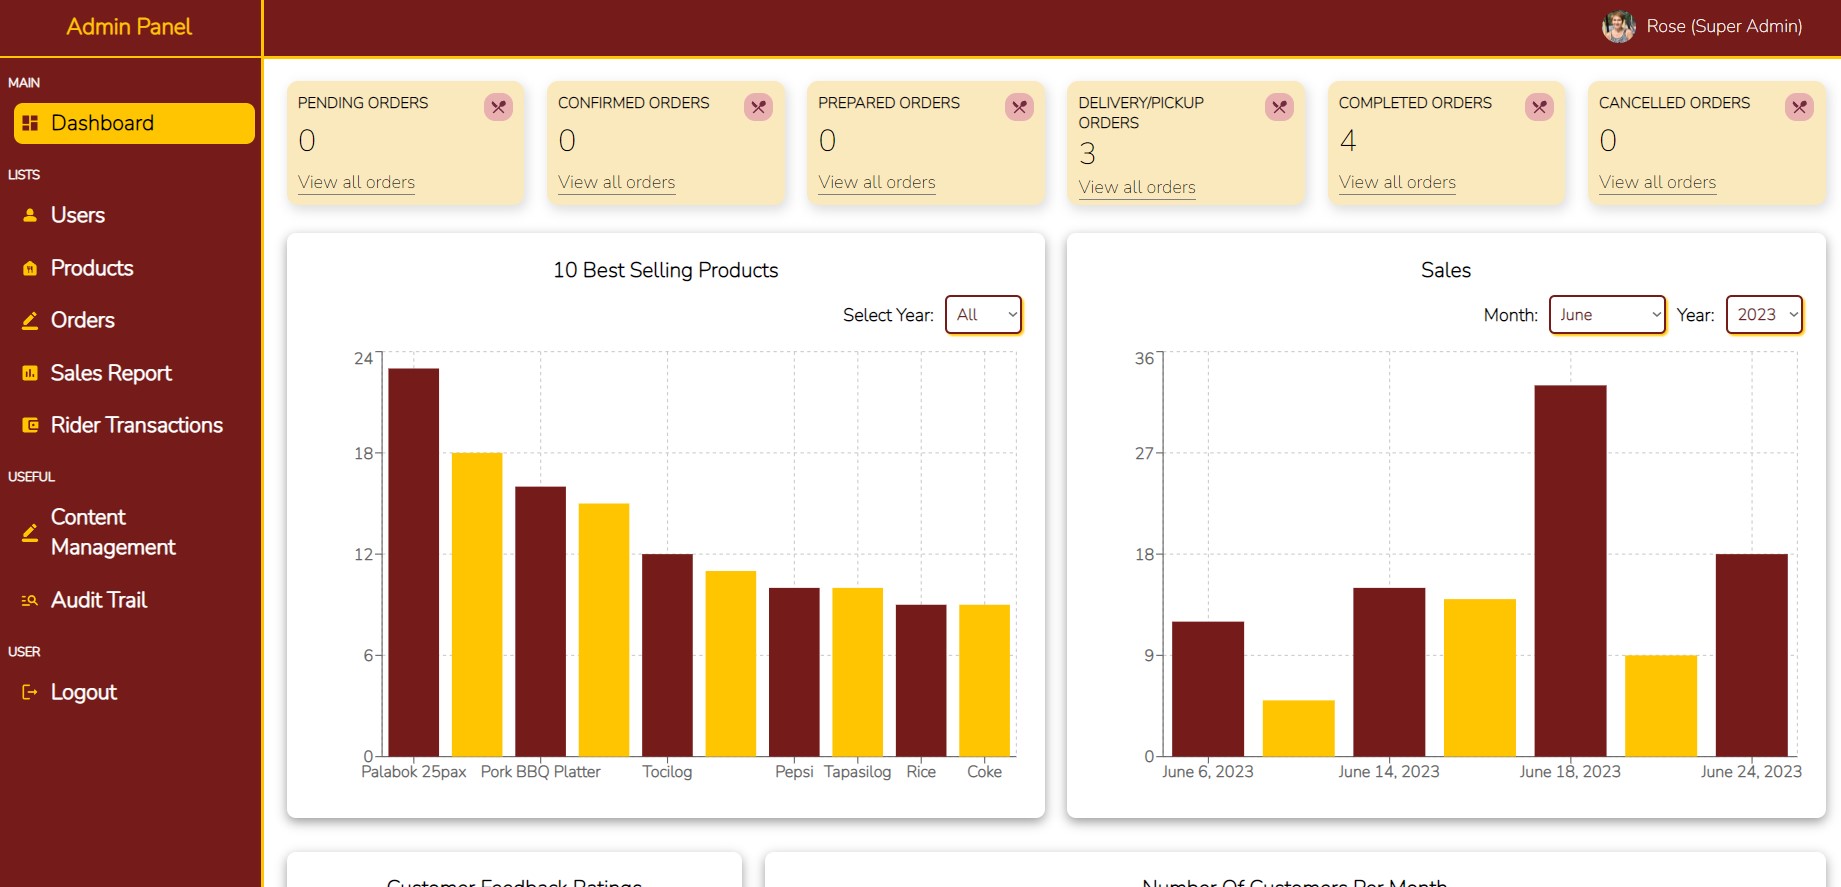 Admin Panel
Rose (Super Admin)
MAIN
Dashboard
LISTS
Users
Products
Orders
Sales Report
Rider Transactions
USEFUL
Content
Management
Audit Trail
USER
Logout
PENDING ORDERS
0
View all orders
CONFIRMED ORDERS
0
View all orders
PREPARED ORDERS
0
View all orders
DELIVERY/PICKUP
ORDERS
3
View all orders
COMPLETED ORDERS
4
View all orders
CANCELLED ORDERS
0
View all orders
10 Best Selling Products
Select Year: All
24
18
12
6
0
Palabok 25pax Pork BBQ Platter Tocilog Pepsi Tapasilog Rice Coke
Sales
Month: June Year: 2023
36
27
18
9
0
June 6, 2023 June 14, 2023 June 18, 2023 June 24, 2023
Customer Feedback Ratings
Number Of Customers Per Month